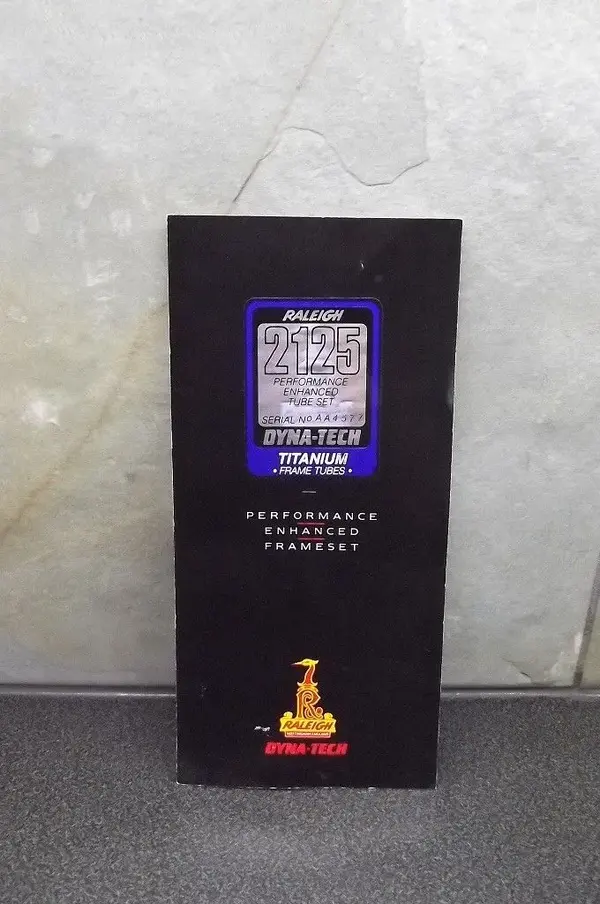 RALEIGH
2125
PERFORMANCE
ENHANCED
TUBE SET
SERIAL NO AA4577
DYNA-TECH
TITANIUM
• FRAME TUBES •
PERFORMANCE
ENHANCED
FRAMESET
R
RALEIGH
DYNA-TECH